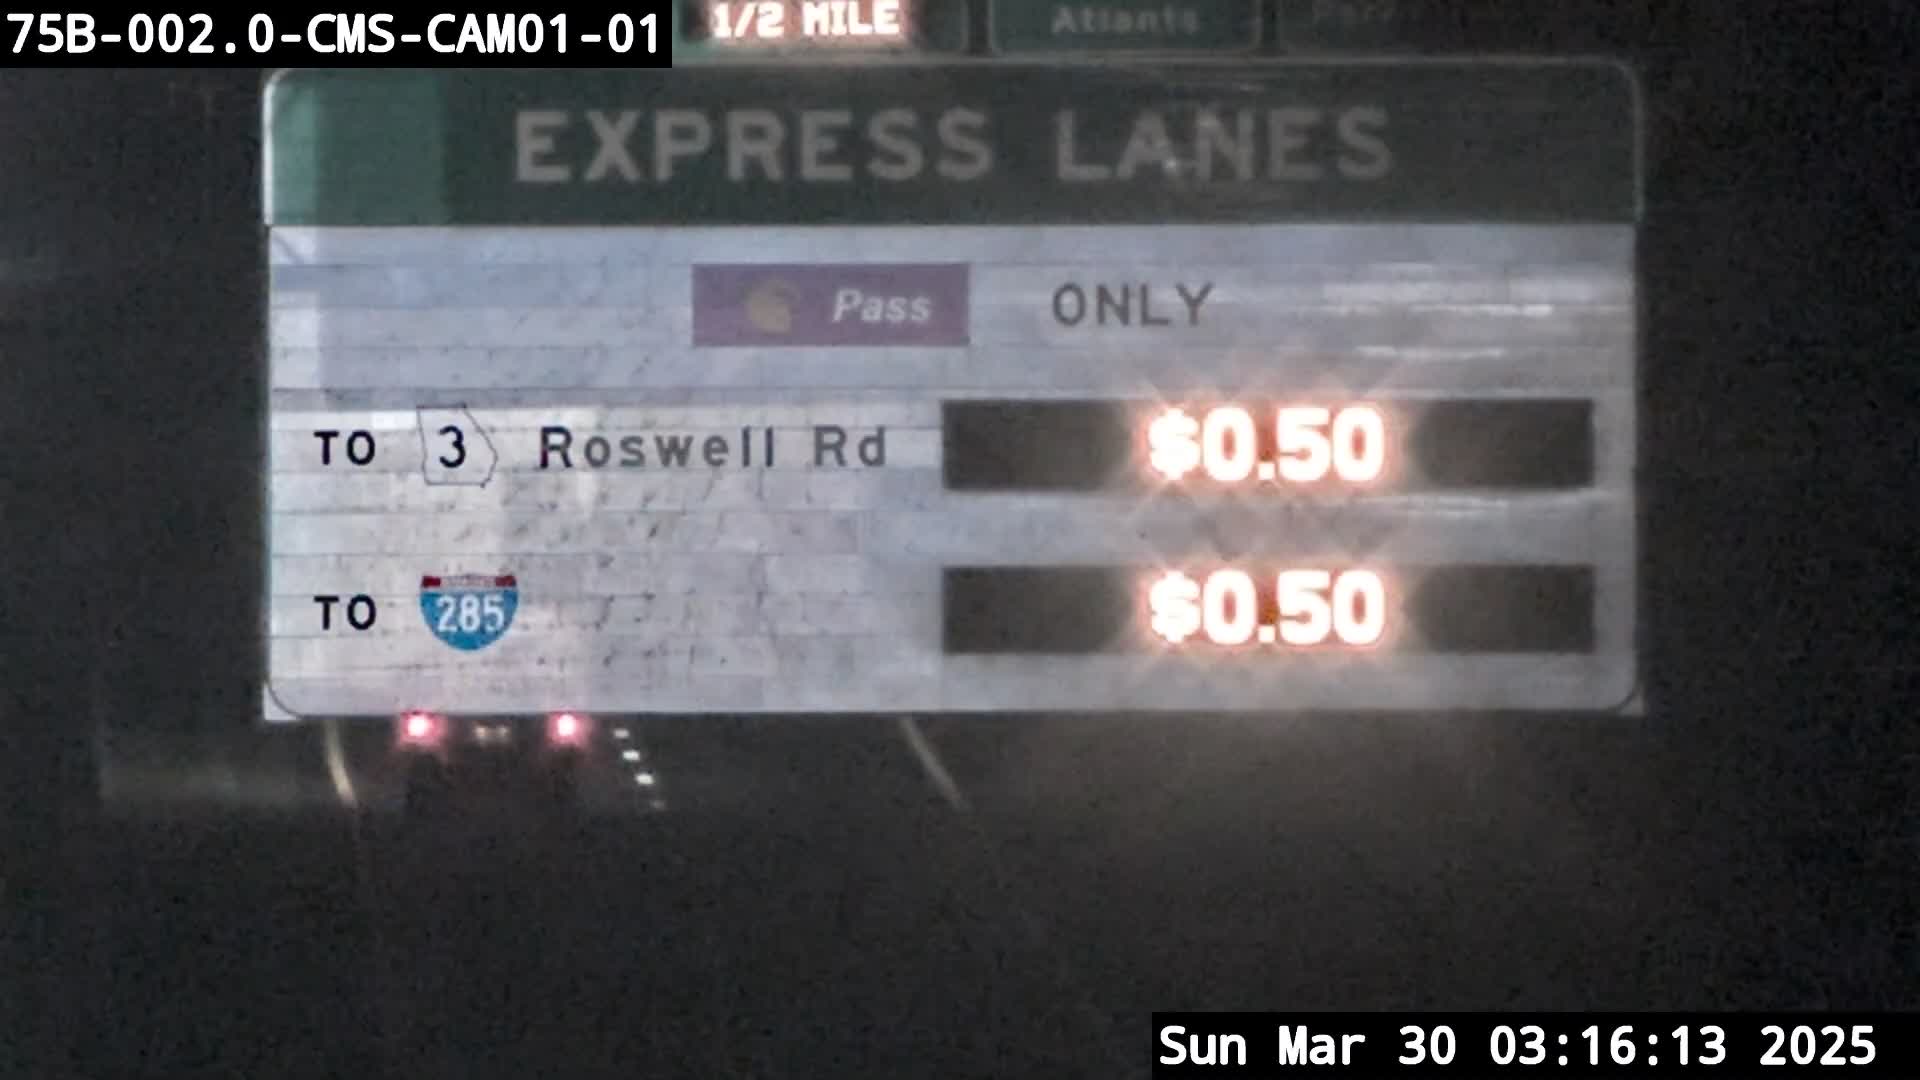 75B-002.0-CMS-CAM01-01
1/2 MILE
Atlanta
EXPRESS LANES
Pass ONLY
TO 3 Roswell Rd $0.50
TO 285 $0.50
Sun Mar 30 03:16:13 2025